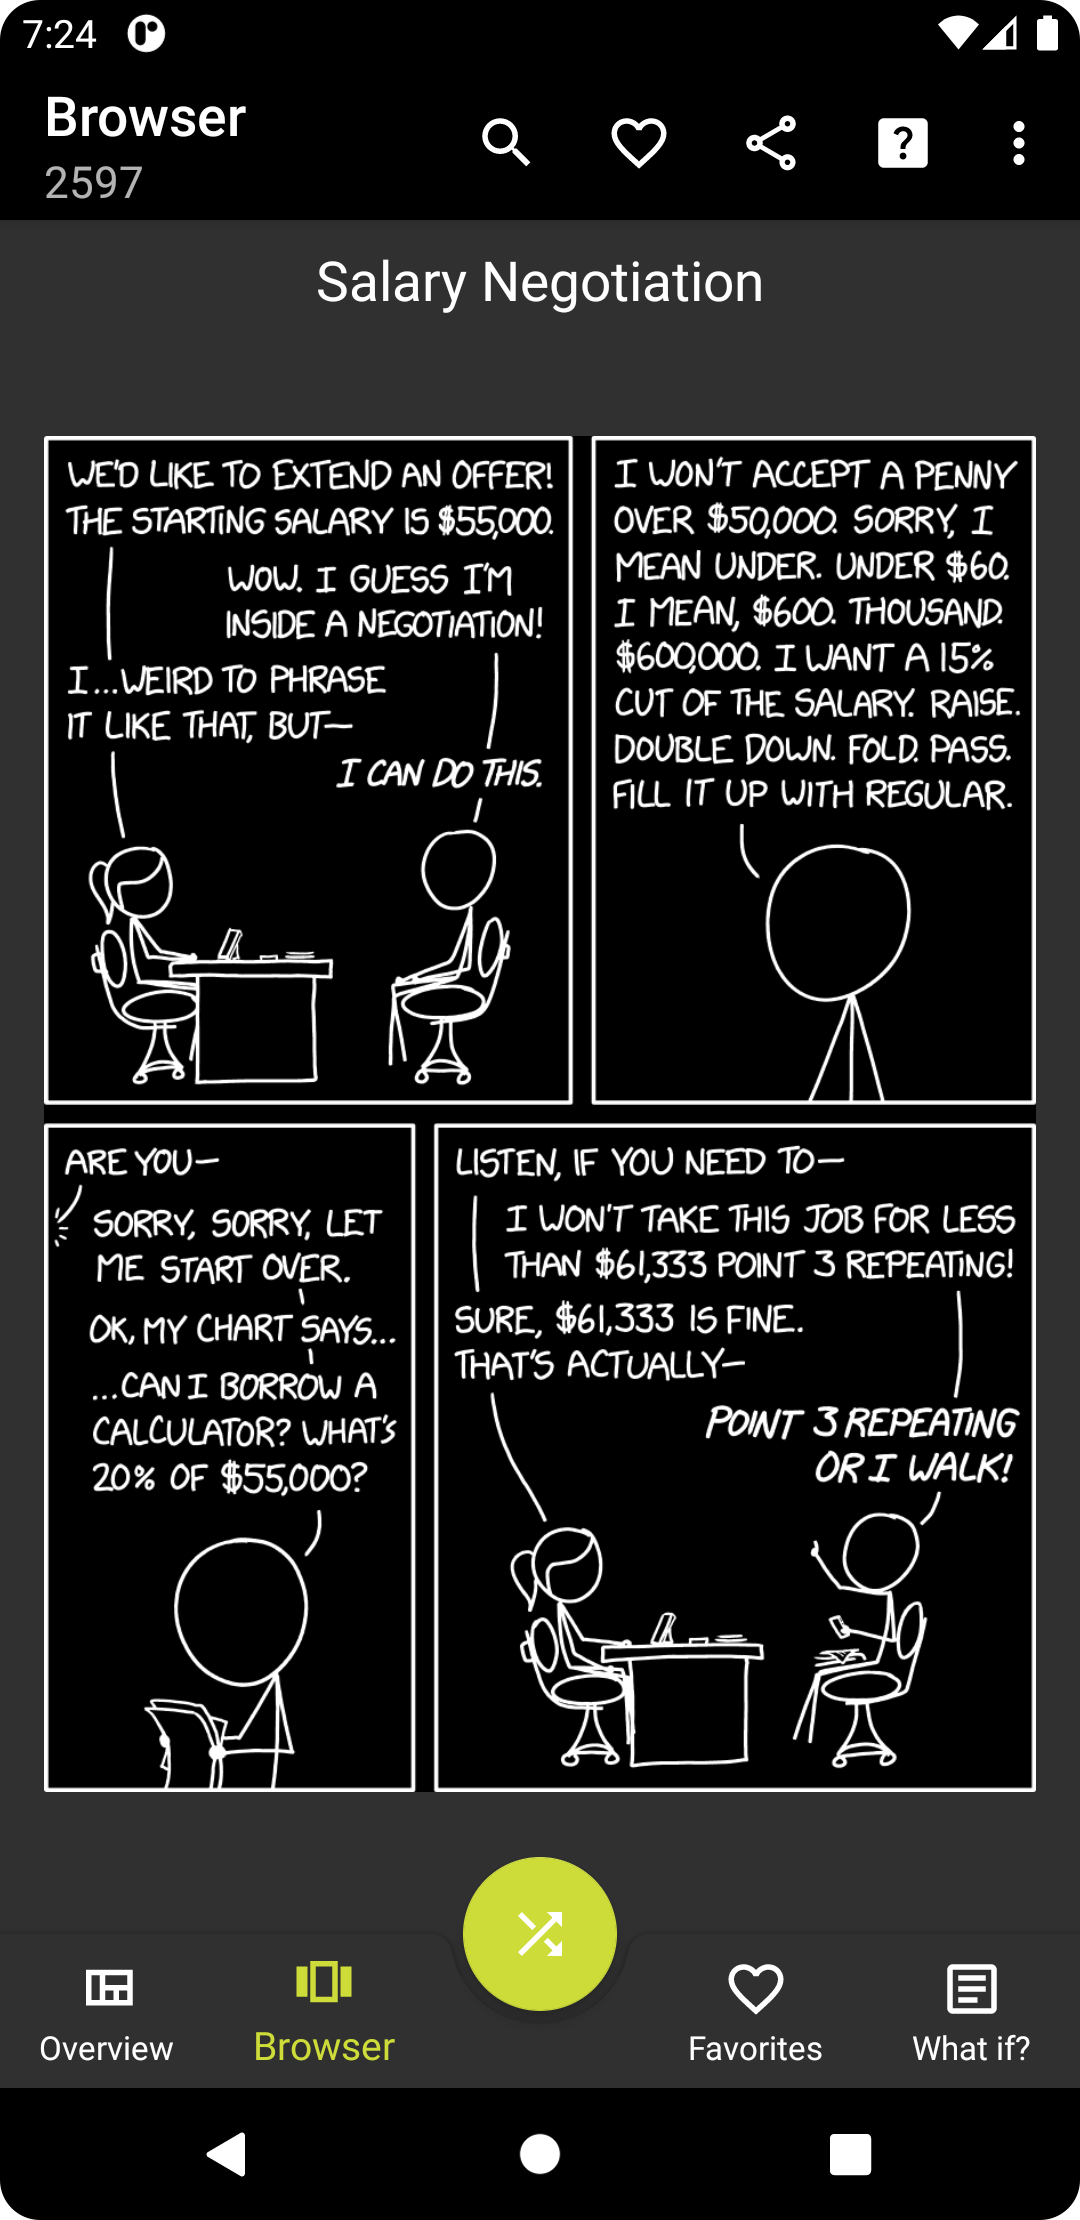 7:24
Browser
2597
Salary Negotiation
WE'D LIKE TO EXTEND AN OFFER!
THE STARTING SALARY IS $55,000.
WOW. I GUESS I'M
INSIDE A NEGOTIATION!
I...WEIRD TO PHRASE
IT LIKE THAT, BUT—
I CAN DO THIS.
I WON'T ACCEPT A PENNY
OVER $50,000. SORRY, I
MEAN UNDER. UNDER $60.
I MEAN, $600. THOUSAND.
$600,000. I WANT A 15%
CUT OF THE SALARY. RAISE.
DOUBLE DOWN. FOLD. PASS.
FILL IT UP WITH REGULAR.
ARE YOU—
SORRY, SORRY, LET
ME START OVER.
OK, MY CHART SAYS...
...CAN I BORROW A
CALCULATOR? WHAT'S
20% OF $55,000?
LISTEN, IF YOU NEED TO—
I WON'T TAKE THIS JOB FOR LESS
THAN $61,333 POINT 3 REPEATING!
SURE, $61,333 IS FINE.
THAT'S ACTUALLY—
POINT 3 REPEATING
OR I WALK!
Overview
Browser
Favorites
What if?